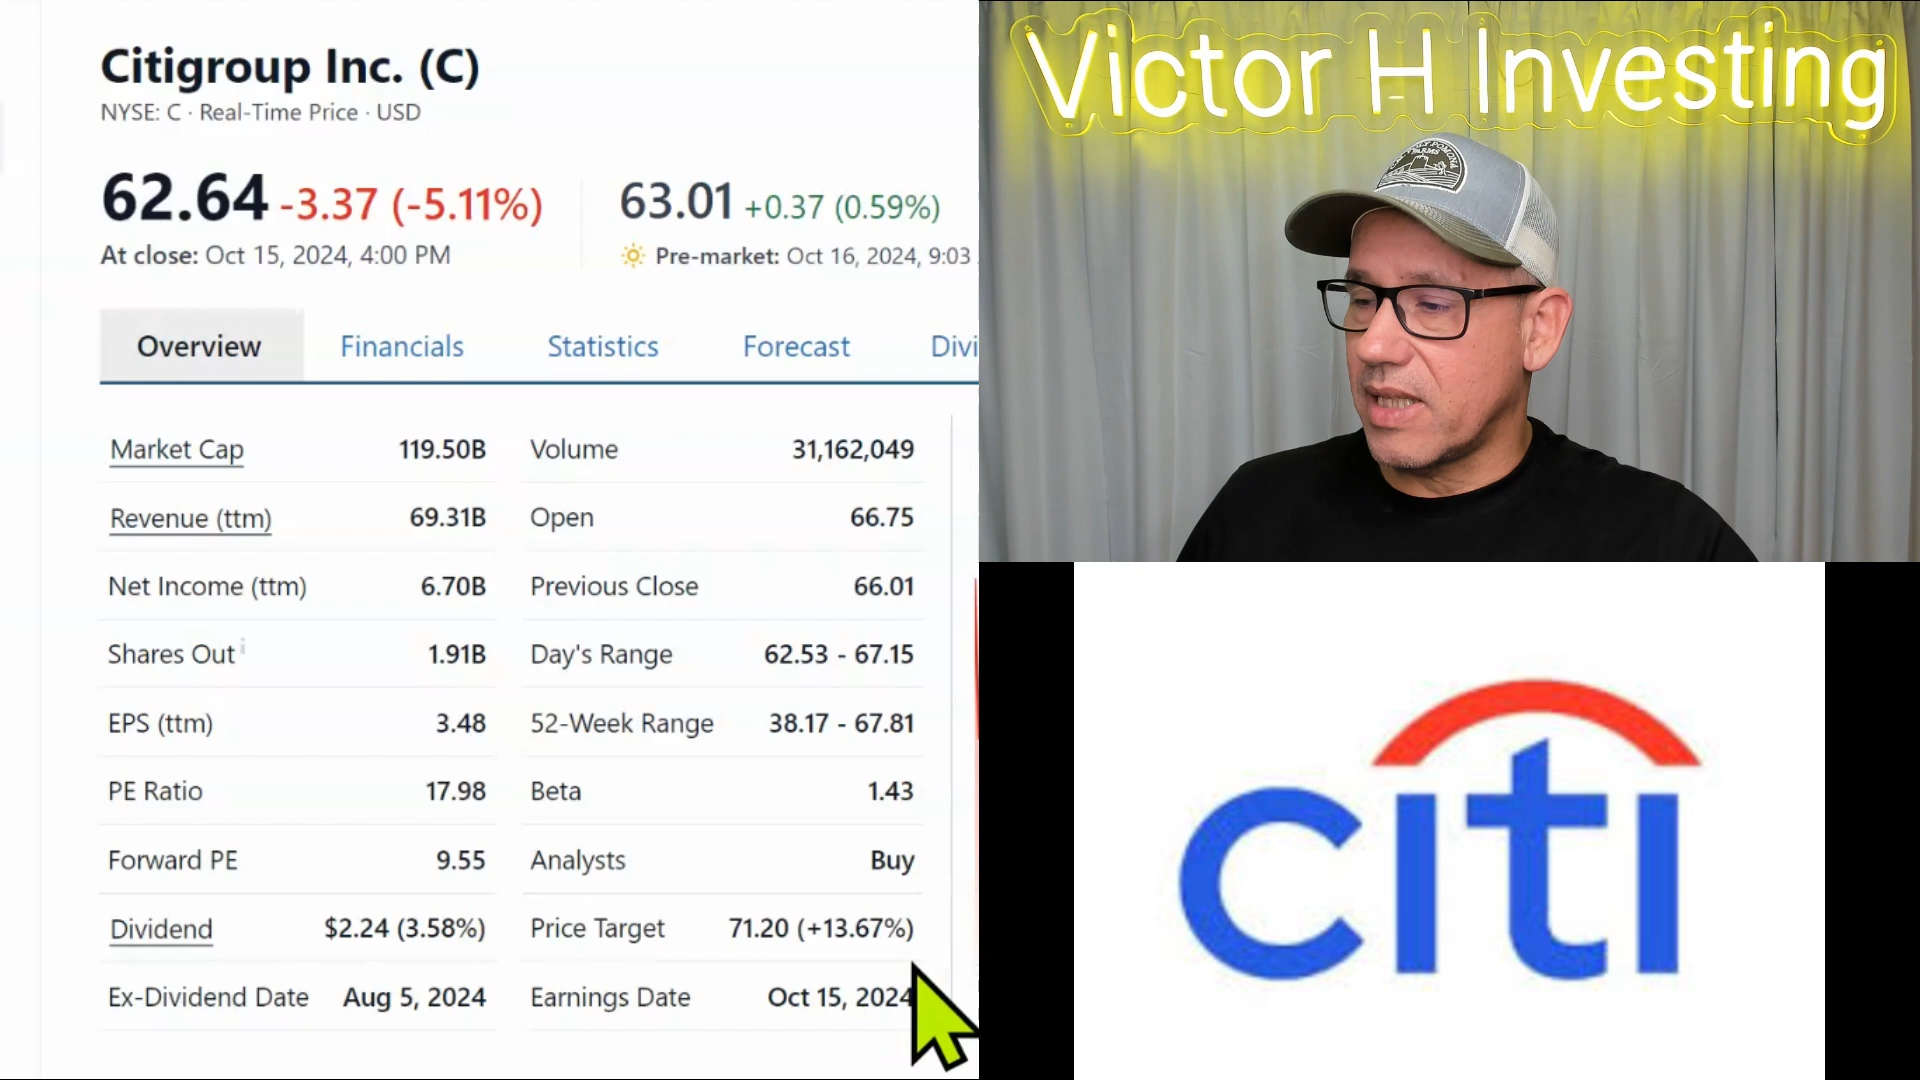 Citigroup Inc. (C)
NYSE: C · Real-Time Price · USD
62.64 -3.37 (-5.11%)
At close: Oct 15, 2024, 4:00 PM
63.01 +0.37 (0.59%)
Pre-market: Oct 16, 2024, 9:03
Overview Financials Statistics Forecast Divi
Market Cap 119.50B Volume 31,162,049
Revenue (ttm) 69.31B Open 66.75
Net Income (ttm) 6.70B Previous Close 66.01
Shares Out i 1.91B Day's Range 62.53 - 67.15
EPS (ttm) 3.48 52-Week Range 38.17 - 67.81
PE Ratio 17.98 Beta 1.43
Forward PE 9.55 Analysts Buy
Dividend $2.24 (3.58%) Price Target 71.20 (+13.67%)
Ex-Dividend Date Aug 5, 2024 Earnings Date Oct 15, 2024
Victor H Investing
citi